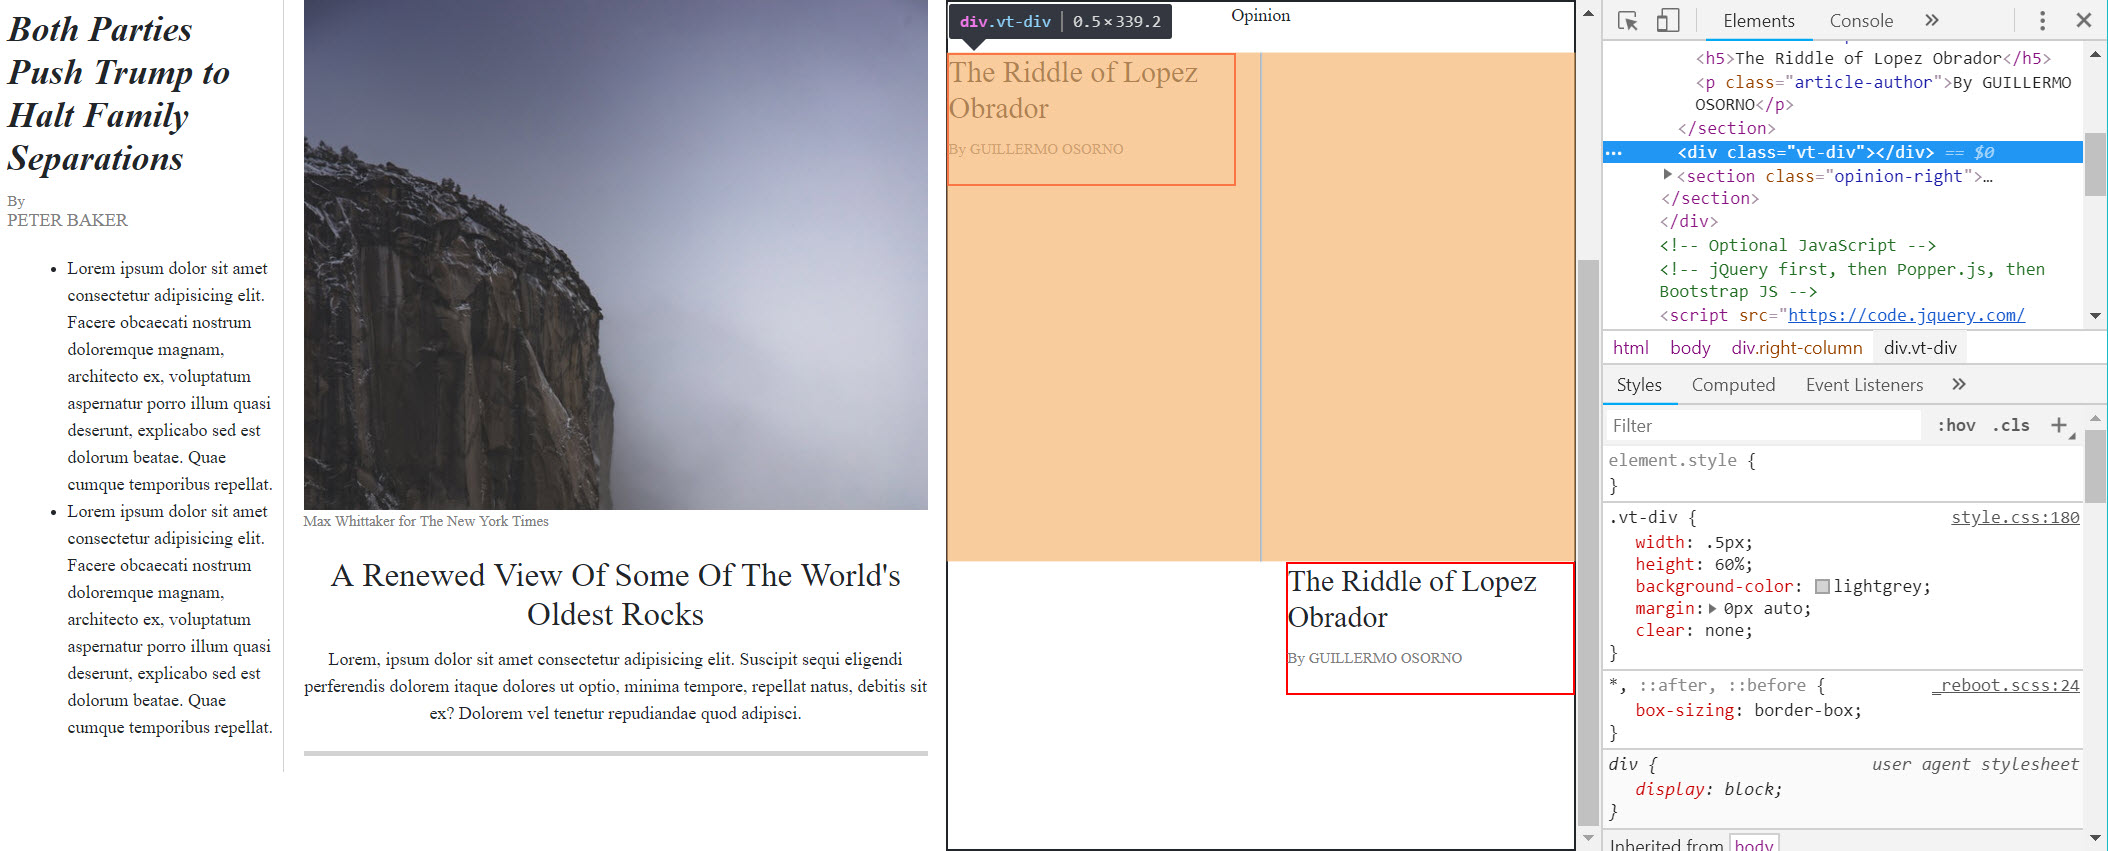 Both Parties
Push Trump to
Halt Family
Separations
By
PETER BAKER
Lorem ipsum dolor sit amet
consectetur adipisicing elit.
Facere obcaecati nostrum
doloremque magnam,
architecto ex, voluptatum
aspernatur porro illum quasi
deserunt, explicabo sed est
dolorum beatae. Quae
cumque temporibus repellat.
Lorem ipsum dolor sit amet
consectetur adipisicing elit.
Facere obcaecati nostrum
doloremque magnam,
architecto ex, voluptatum
aspernatur porro illum quasi
deserunt, explicabo sed est
dolorum beatae. Quae
cumque temporibus repellat.
Max Whittaker for The New York Times
A Renewed View Of Some Of The World's
Oldest Rocks
Lorem, ipsum dolor sit amet consectetur adipisicing elit. Suscipit sequi eligendi
perferendis dolorem itaque dolores ut optio, minima tempore, repellat natus, debitis sit
ex? Dolorem vel tenetur repudiandae quod adipisci.
div.vt-div | 0.5 × 339.2
Opinion
The Riddle of Lopez
Obrador
By GUILLERMO OSORNO
The Riddle of Lopez
Obrador
By GUILLERMO OSORNO
Elements Console »
<h5>The Riddle of Lopez Obrador</h5>
<p class="article-author">By GUILLERMO
OSORNO</p>
</section>
<div class="vt-div"></div> == $0
<section class="opinion-right">…
</section>
</div>
<!-- Optional JavaScript -->
<!-- jQuery first, then Popper.js, then
Bootstrap JS -->
<script src="https://code.jquery.com/
html body div.right-column div.vt-div
Styles Computed Event Listeners »
Filter :hov .cls +
element.style {
}
.vt-div { style.css:180
width: .5px;
height: 60%;
background-color: lightgrey;
margin: 0px auto;
clear: none;
}
*, ::after, ::before { _reboot.scss:24
box-sizing: border-box;
}
div { user agent stylesheet
display: block;
}
Inherited from body